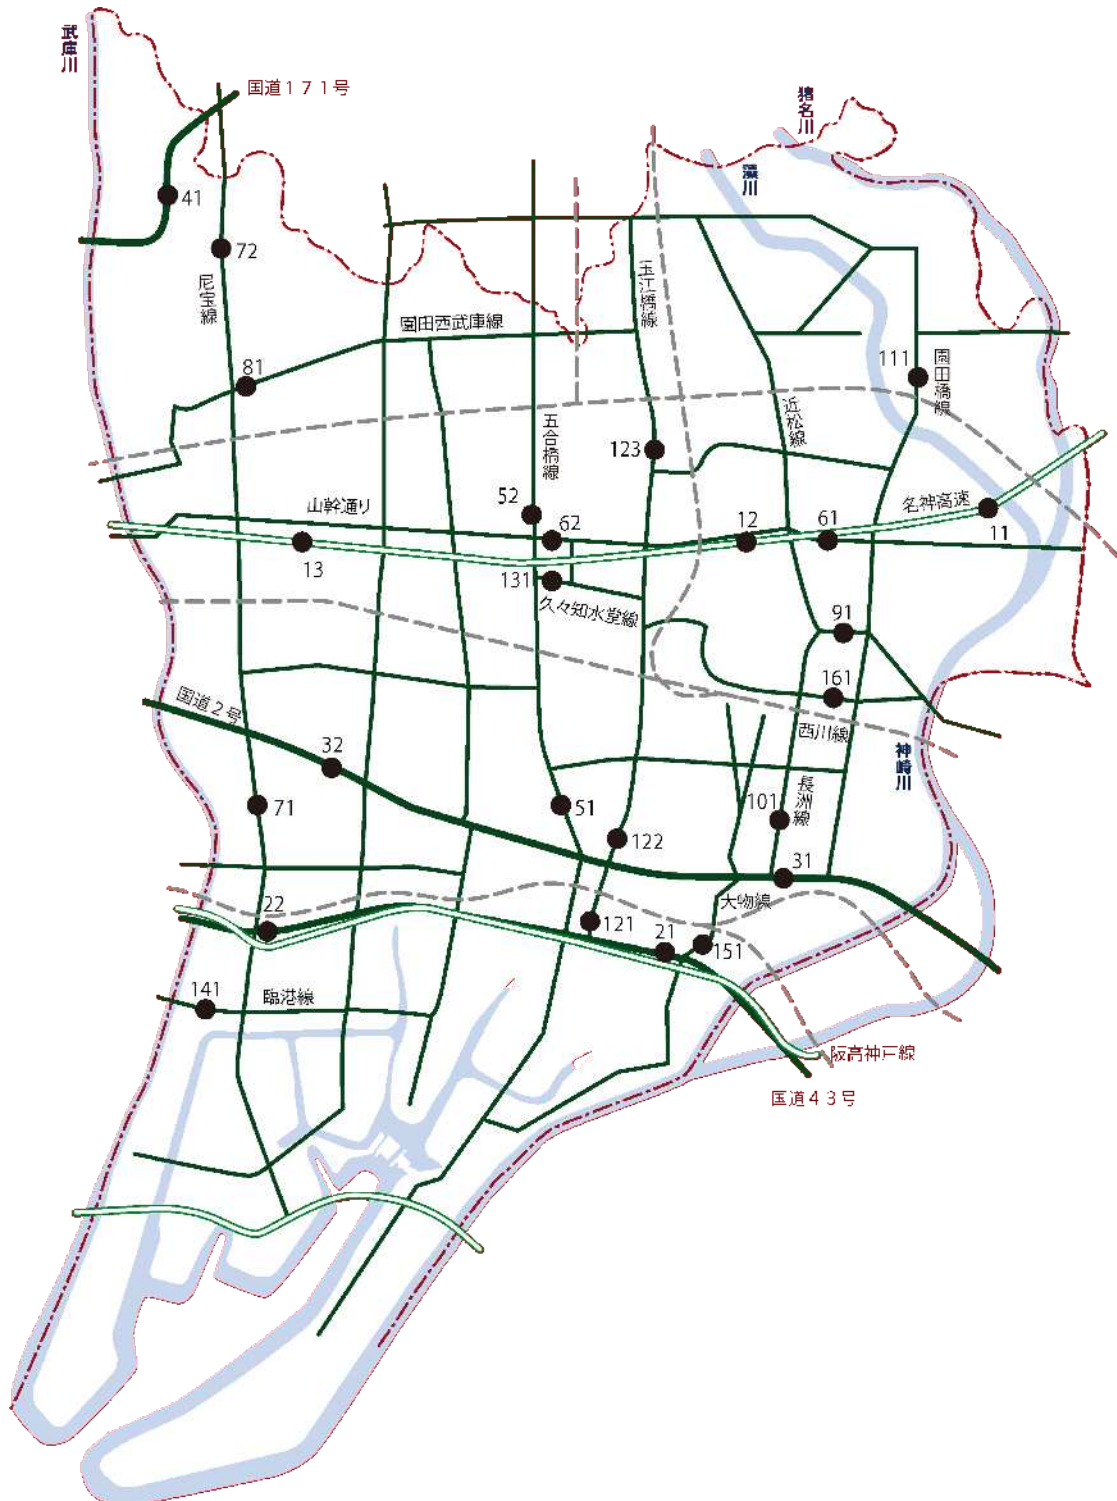 武庫川
国道171号
猪名川
藻川
41
72
尼宝線
玉江橋線
園田西武庫線
81
111
園田橋線
近松線
五合橋線
123
52
山幹通り
名神高速
62
12
61
11
13
131
久々知水堂線
91
161
国道2号
西川線
神崎川
32
71
51
101
長洲線
122
31
大物線
22
121
21
151
141
臨港線
阪高神戸線
国道43号